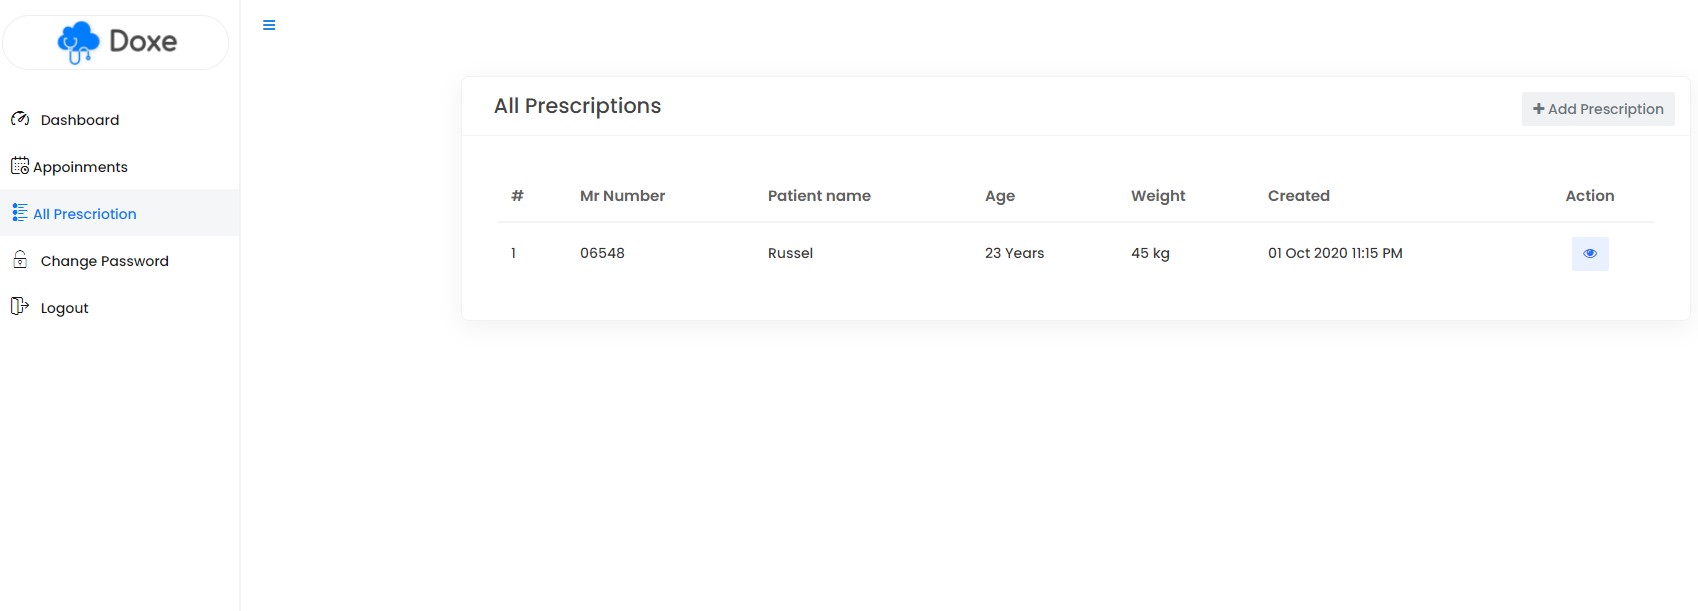 Doxe
Dashboard
Appoinments
All Prescriotion
Change Password
Logout
All Prescriptions
+ Add Prescription
# Mr Number Patient name Age Weight Created Action
1 06548 Russel 23 Years 45 kg 01 Oct 2020 11:15 PM